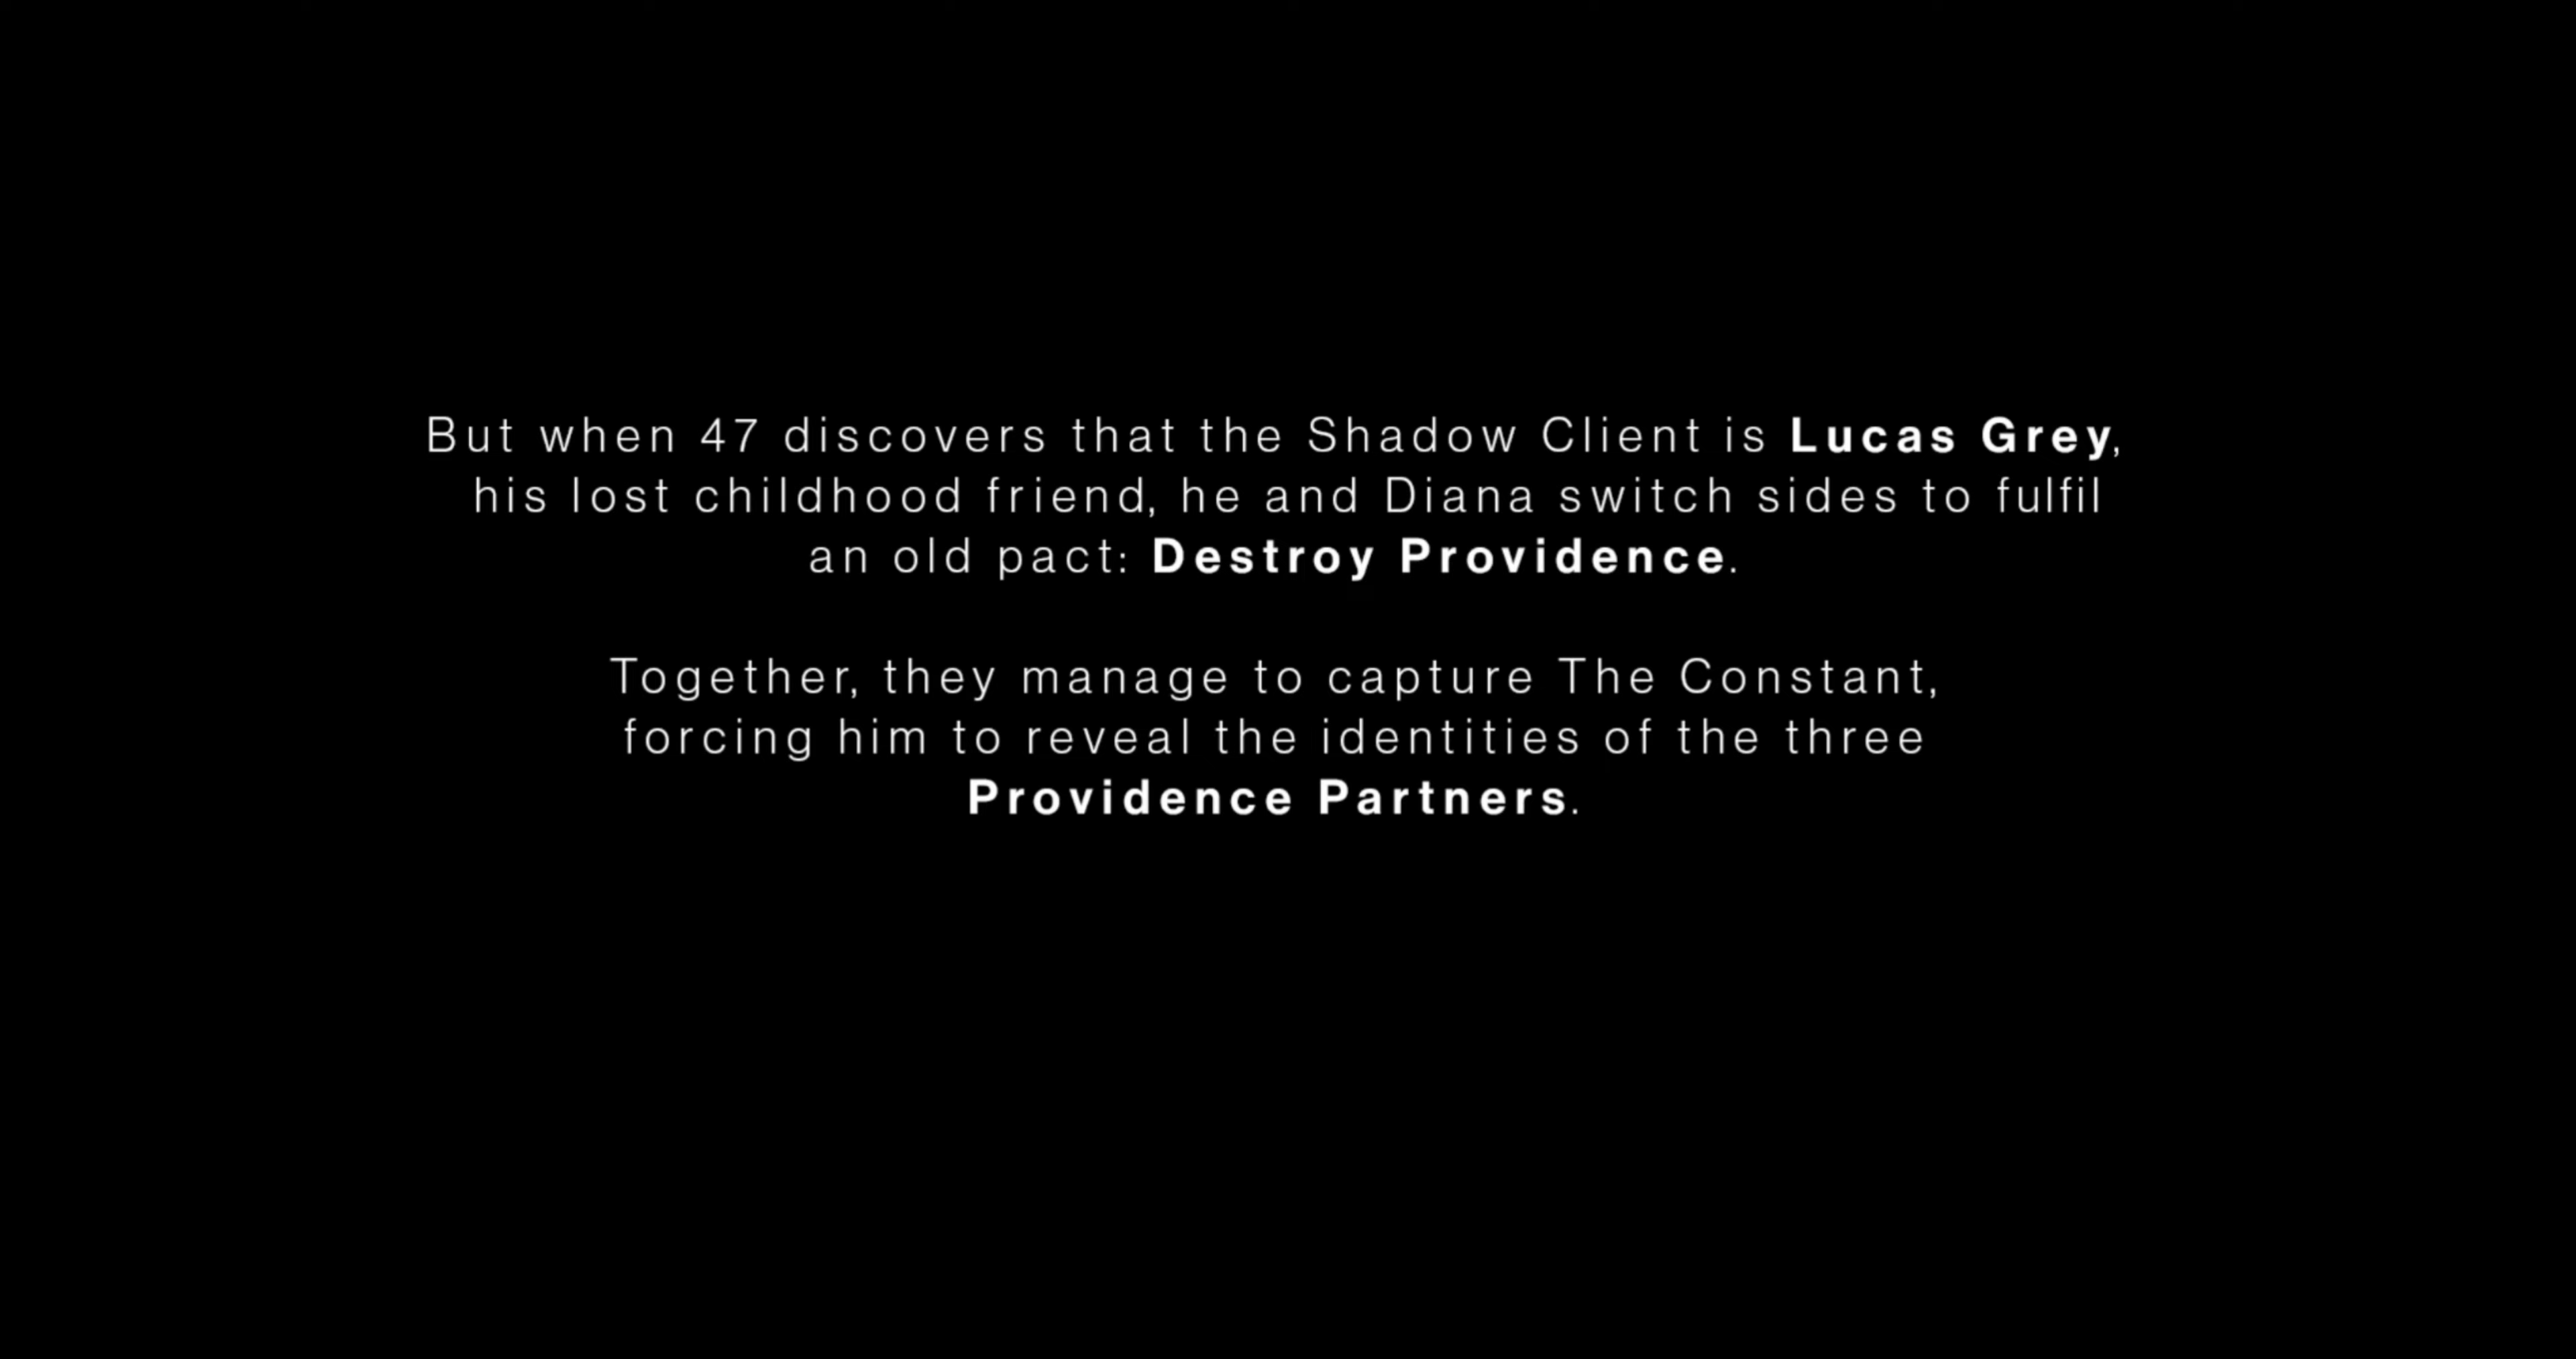 But when 47 discovers that the Shadow Client is Lucas Grey,
his lost childhood friend, he and Diana switch sides to fulfil
an old pact: Destroy Providence.
Together, they manage to capture The Constant,
forcing him to reveal the identities of the three
Providence Partners.